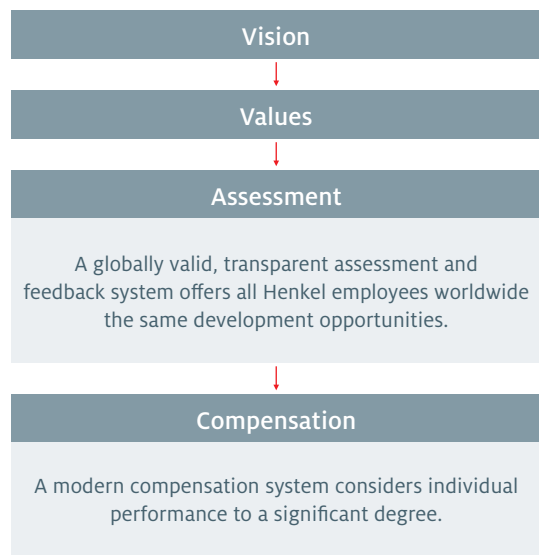 Vision
Values
Assessment
A globally valid, transparent assessment and
feedback system offers all Henkel employees worldwide
the same development opportunities.
Compensation
A modern compensation system considers individual
performance to a significant degree.